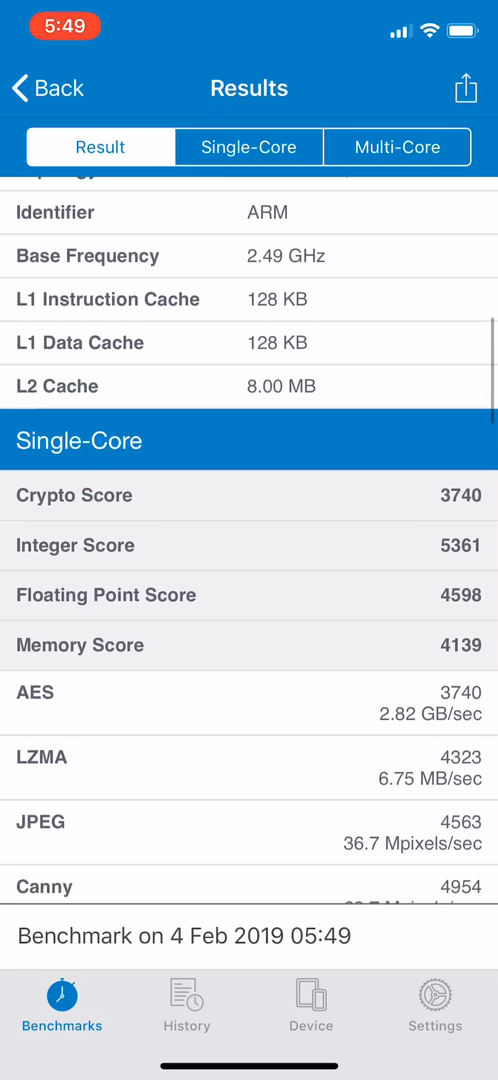 5:49
Back
Results
Result
Single-Core
Multi-Core
Identifier ARM
Base Frequency 2.49 GHz
L1 Instruction Cache 128 KB
L1 Data Cache 128 KB
L2 Cache 8.00 MB
Single-Core
Crypto Score 3740
Integer Score 5361
Floating Point Score 4598
Memory Score 4139
AES 3740
2.82 GB/sec
LZMA 4323
6.75 MB/sec
JPEG 4563
36.7 Mpixels/sec
Canny 4954
Benchmark on 4 Feb 2019 05:49
Benchmarks
History
Device
Settings